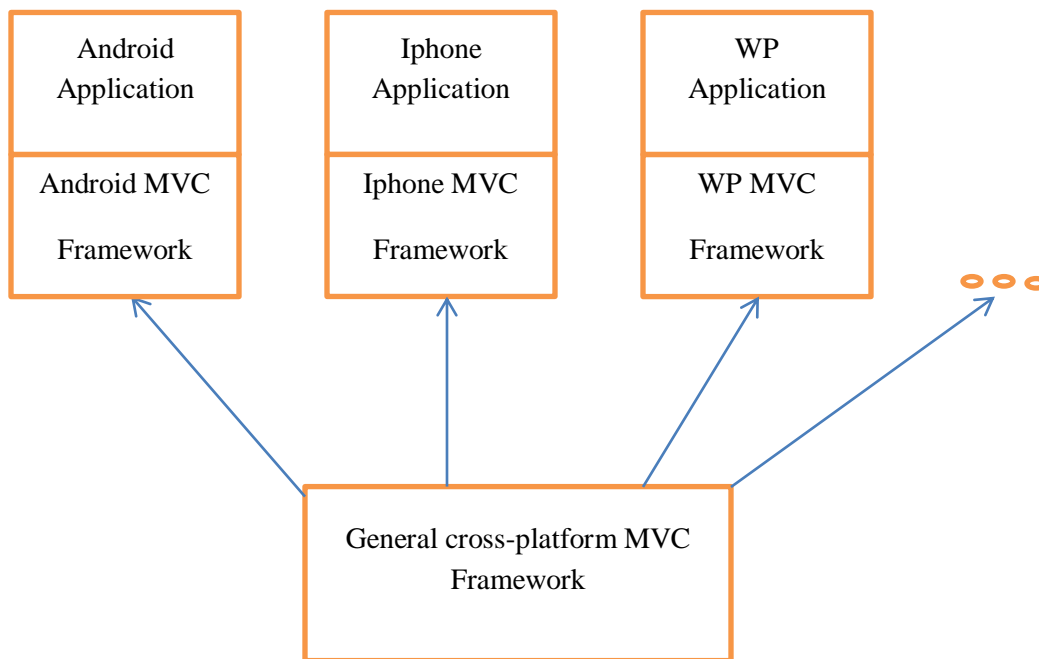 Android
Application
Iphone
Application
WP
Application
Android MVC
Framework
Iphone MVC
Framework
WP MVC
Framework
General cross-platform MVC
Framework